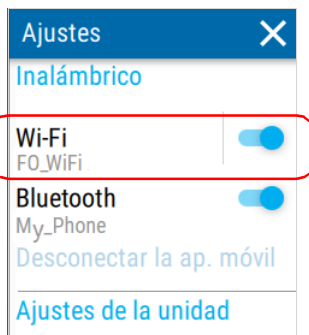 Ajustes
Inalámbrico
Wi-Fi
FO_WiFi
Bluetooth
My_Phone
Desconectar la ap. móvil
Ajustes de la unidad